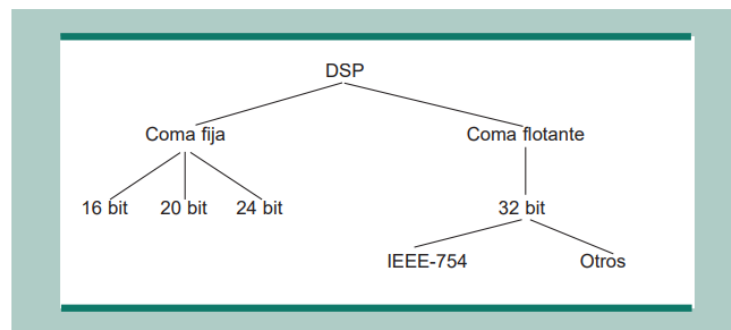 DSP
Coma fija Coma flotante
16 bit 20 bit 24 bit 32 bit
IEEE-754 Otros